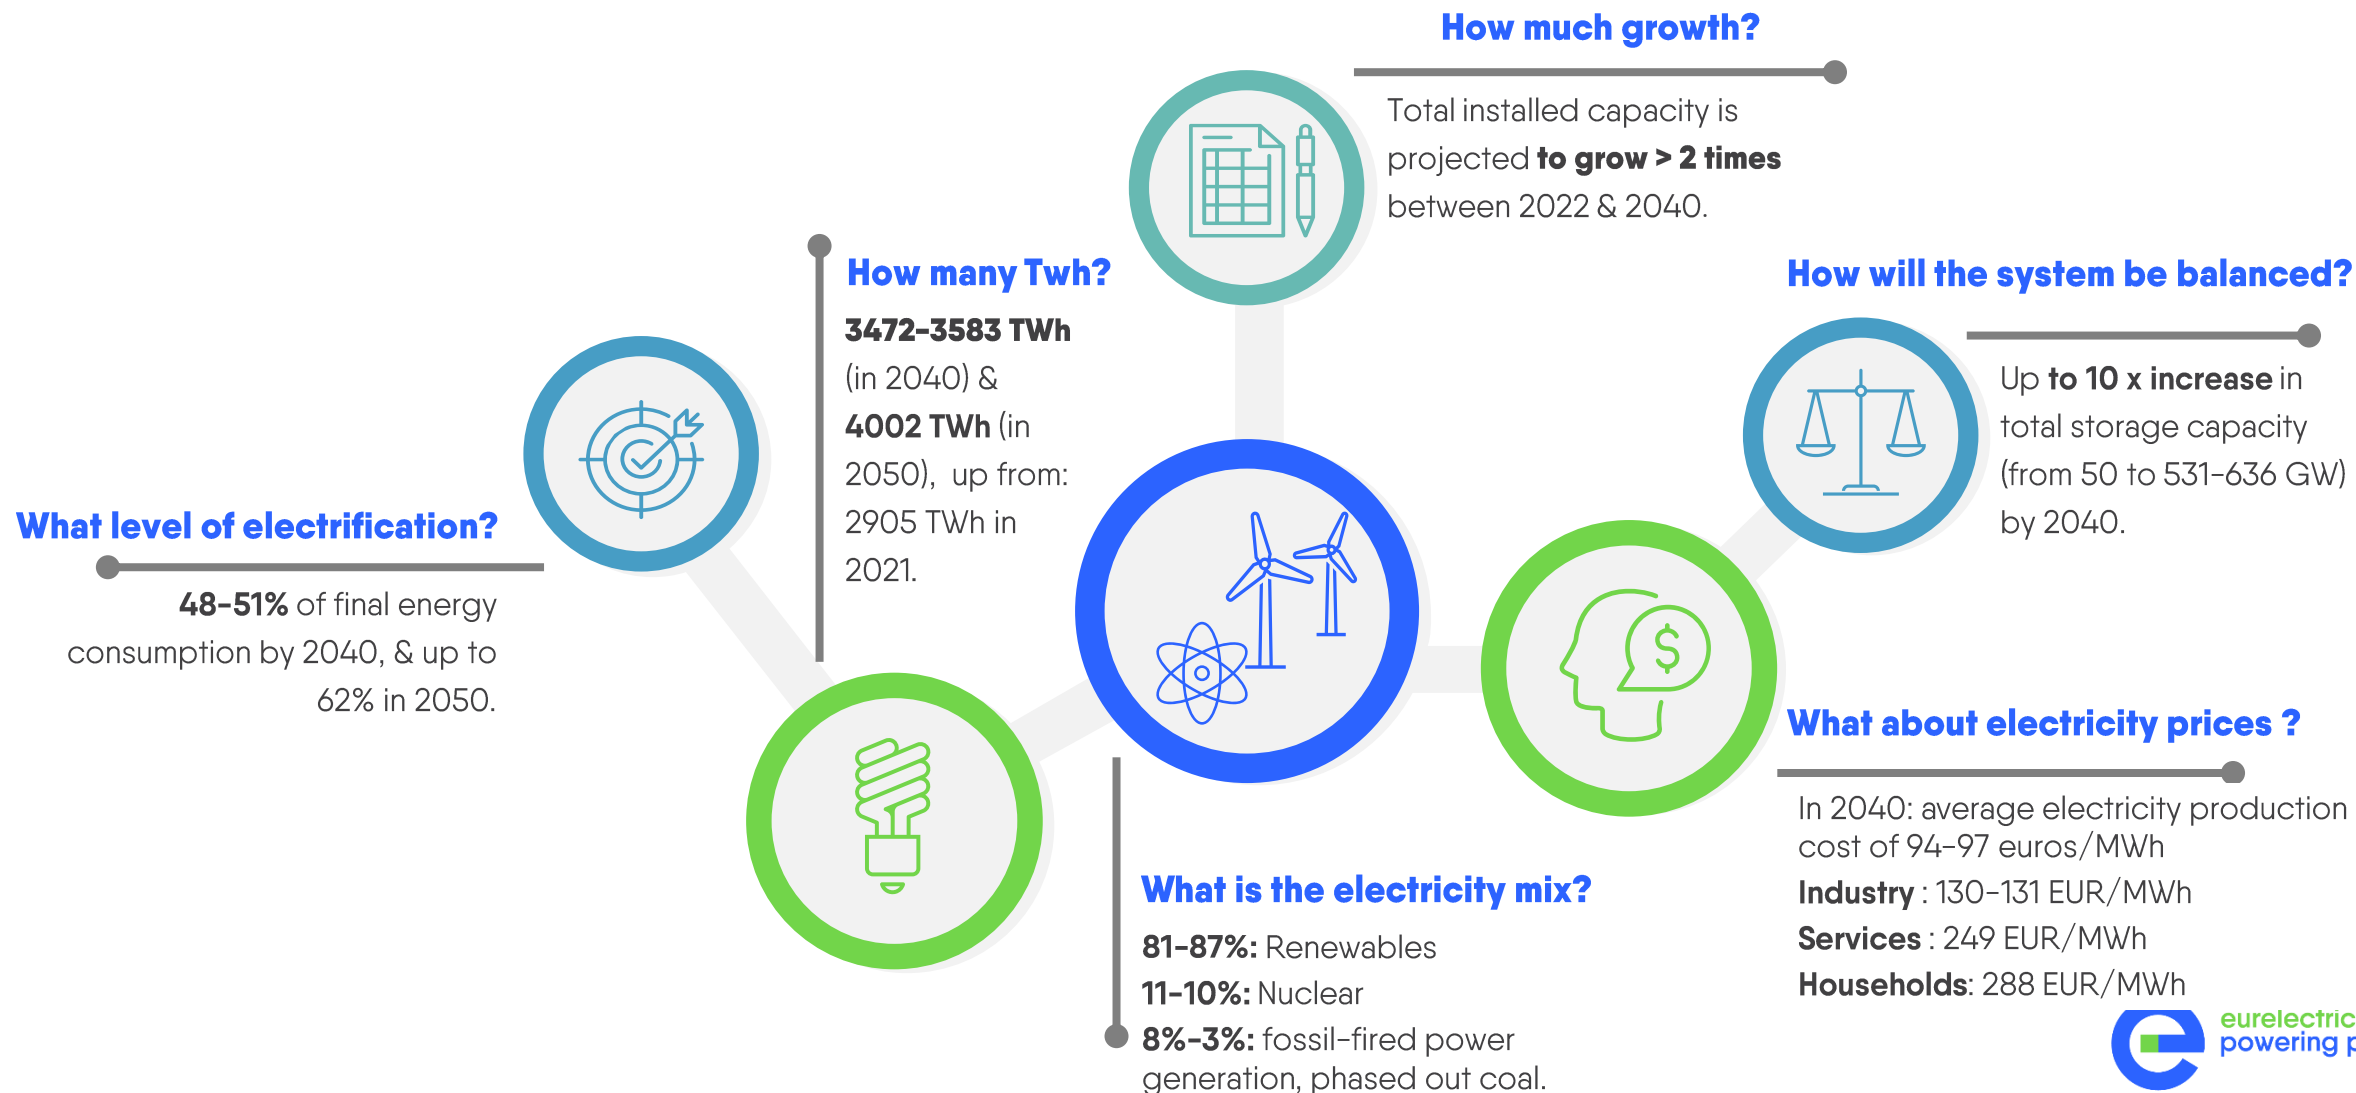 How much growth?
Total installed capacity is
projected to grow > 2 times
between 2022 & 2040.
How many Twh?
3472-3583 TWh
(in 2040) &
4002 TWh (in
2050), up from:
2905 TWh in
2021.
How will the system be balanced?
Up to 10 x increase in
total storage capacity
(from 50 to 531-636 GW)
by 2040.
What level of electrification?
48-51% of final energy
consumption by 2040, & up to
62% in 2050.
$
What about electricity prices ?
In 2040: average electricity production
cost of 94-97 euros/MWh
Industry : 130-131 EUR/MWh
Services : 249 EUR/MWh
Households: 288 EUR/MWh
What is the electricity mix?
81-87%: Renewables
11-10%: Nuclear
8%-3%: fossil-fired power
generation, phased out coal.
eurelectric
powering